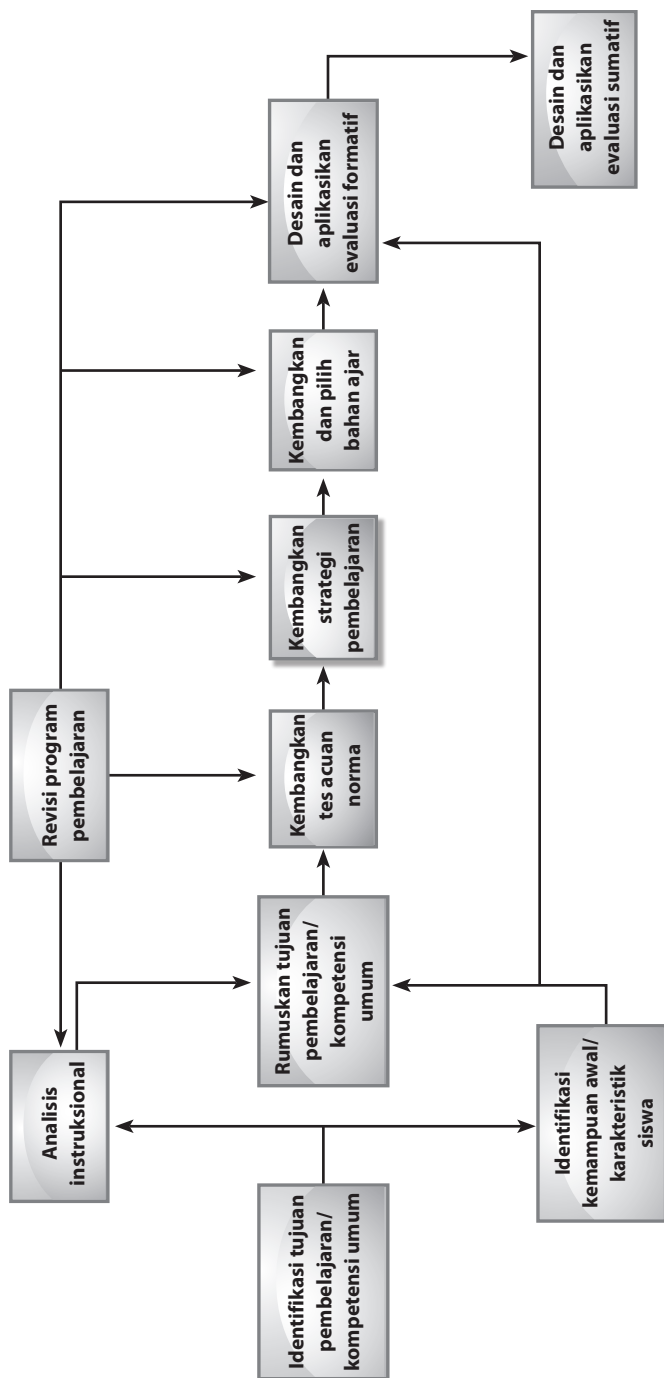 Identifikasi tujuan
pembelajaran/
kompetensi umum
Analisis
instruksional
Identifikasi
kemampuan awal/
karakteristik
siswa
Rumuskan tujuan
pembelajaran/
kompetensi
umum
Revisi program
pembelajaran
Kembangkan
tes acuan
norma
Kembangkan
strategi
pembelajaran
Kembangkan
dan pilih
bahan ajar
Desain dan
aplikasikan
evaluasi formatif
Desain dan
aplikasikan
evaluasi sumatif